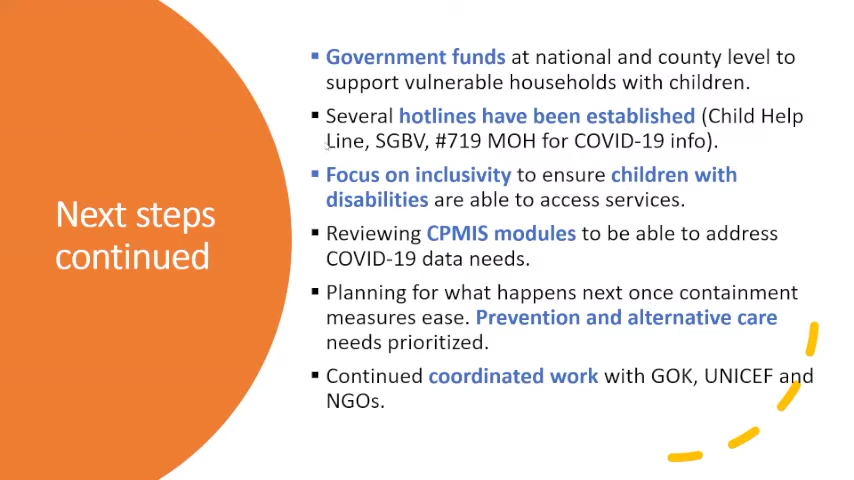 Next steps
continued
▪ Government funds at national and county level to
support vulnerable households with children.
▪ Several hotlines have been established (Child Help
Line, SGBV, #719 MOH for COVID-19 info).
▪ Focus on inclusivity to ensure children with
disabilities are able to access services.
▪ Reviewing CPMIS modules to be able to address
COVID-19 data needs.
▪ Planning for what happens next once containment
measures ease. Prevention and alternative care
needs prioritized.
▪ Continued coordinated work with GOK, UNICEF and
NGOs.